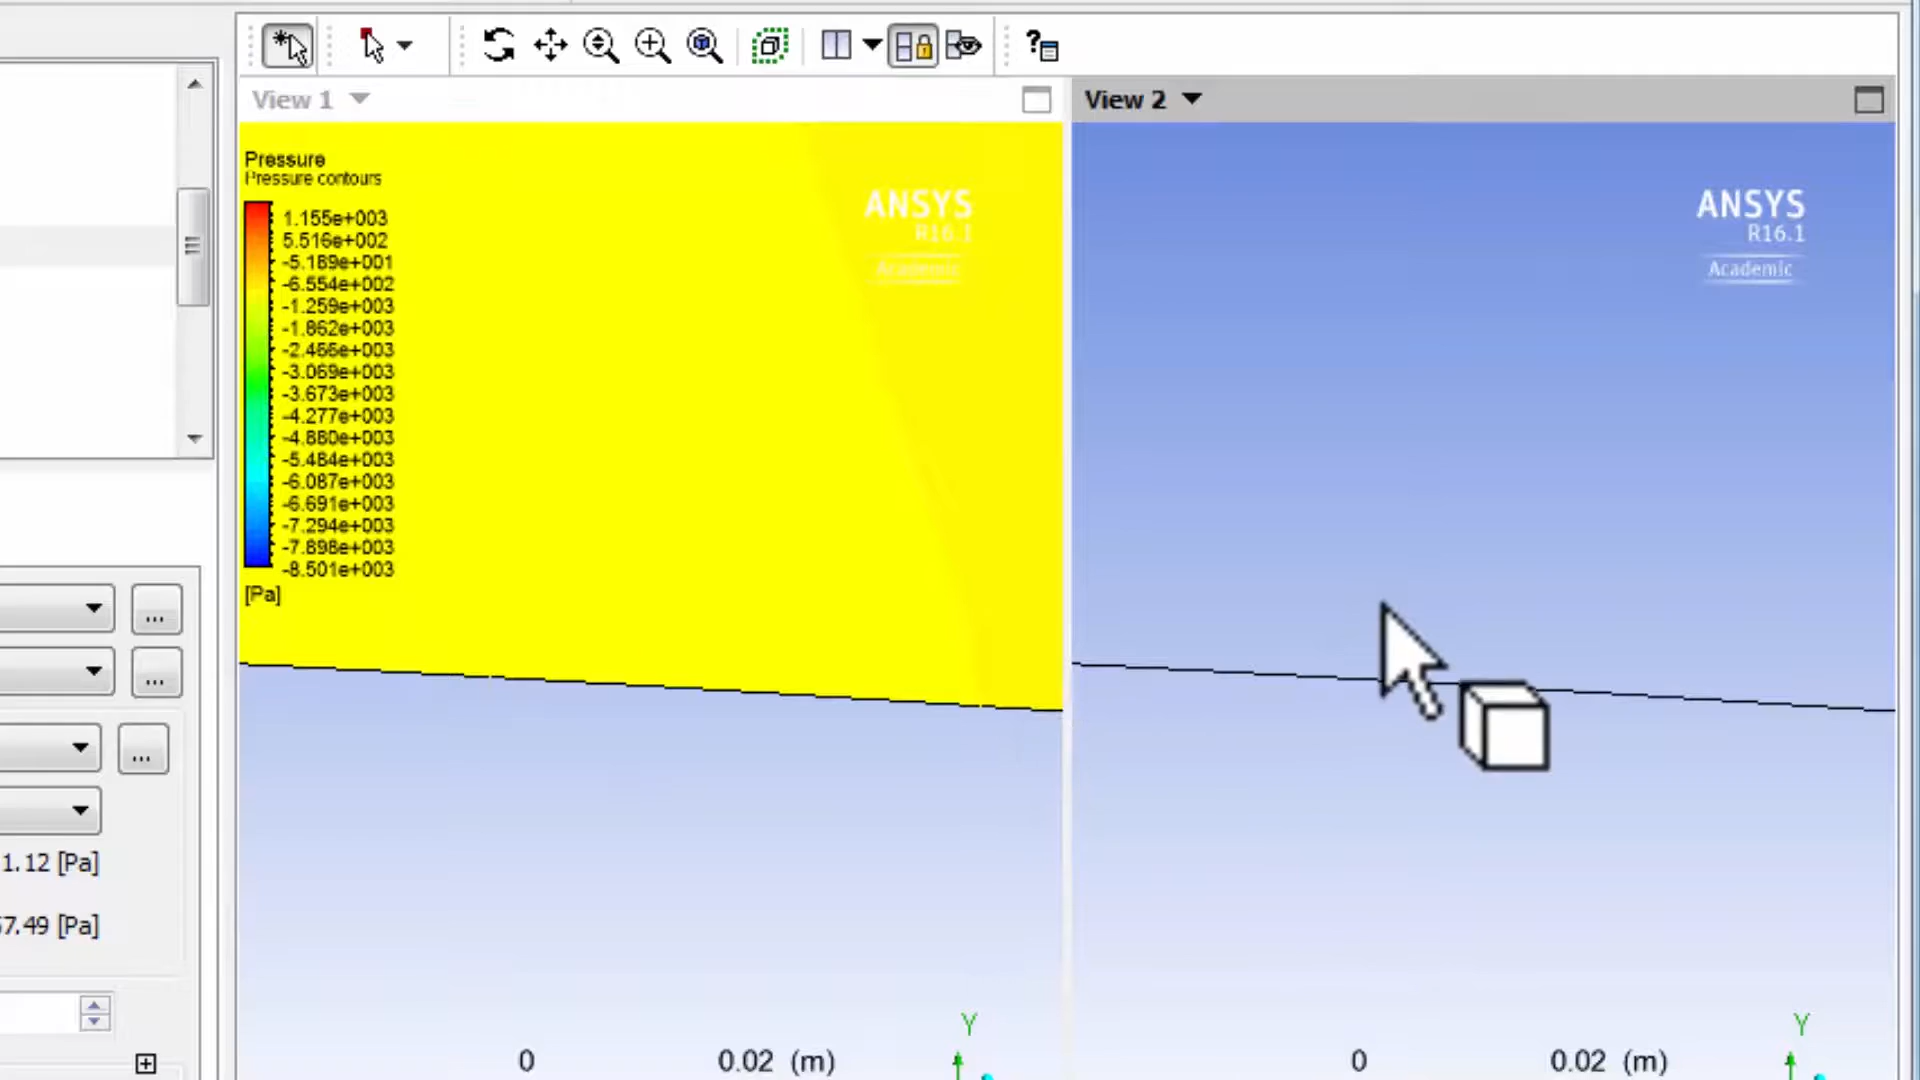 View 1
View 2
Pressure
Pressure contours
1.155e+003
5.516e+002
-5.189e+001
-6.554e+002
-1.259e+003
-1.862e+003
-2.466e+003
-3.069e+003
-3.673e+003
-4.277e+003
-4.880e+003
-5.484e+003
-6.087e+003
-6.691e+003
-7.294e+003
-7.898e+003
-8.501e+003
[Pa]
ANSYS
R16.1
Academic
ANSYS
R16.1
Academic
...
...
...
1.12 [Pa]
57.49 [Pa]
Y
0
0.02 (m)
Y
0
0.02 (m)